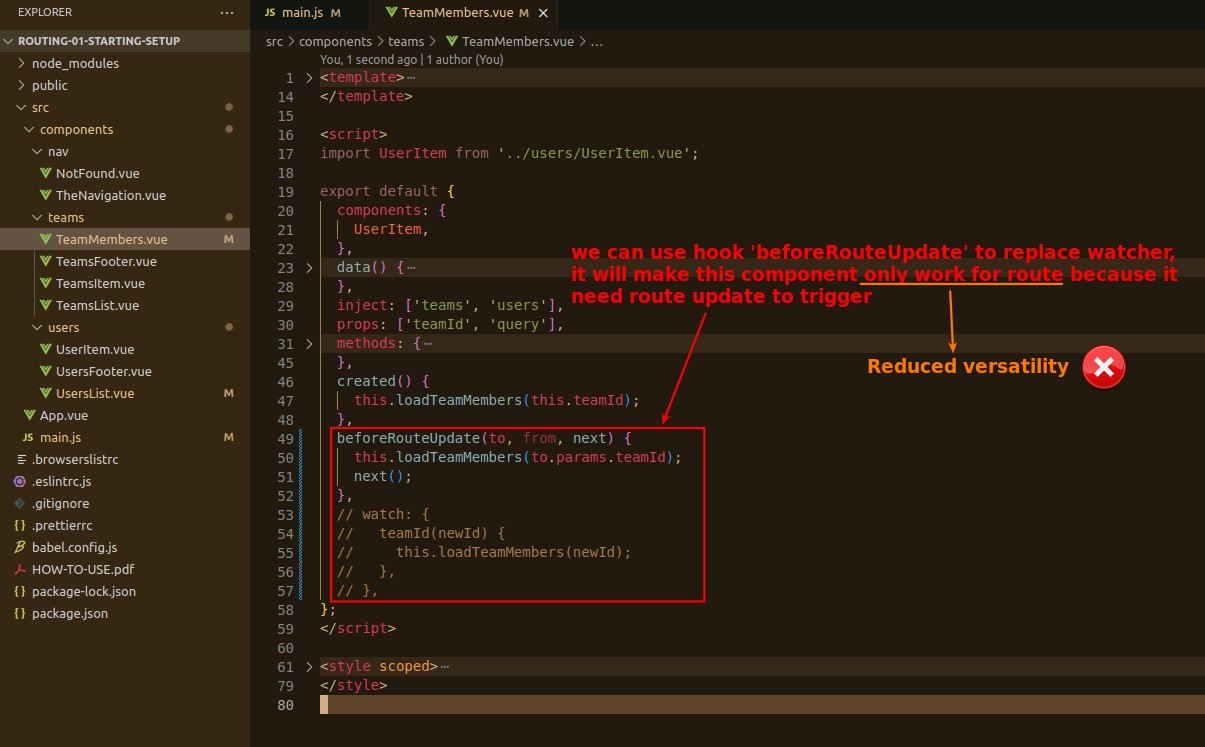 EXPLORER
ROUTING-01-STARTING-SETUP
node_modules
public
src
components
nav
NotFound.vue
TheNavigation.vue
teams
TeamMembers.vue M
TeamsFooter.vue
TeamsItem.vue
TeamsList.vue
users
UserItem.vue
UsersFooter.vue
UsersList.vue M
App.vue
JS main.js M
.browserslistrc
.eslintrc.js
.gitignore
{} .prettierrc
babel.config.js
HOW-TO-USE.pdf
{} package-lock.json
{} package.json
JS main.js M TeamMembers.vue M
src > components > teams > TeamMembers.vue > ...
You, 1 second ago | 1 author (You)
1 <template>
14 </template>
15
16 <script>
17 import UserItem from '../users/UserItem.vue';
18
19 export default {
20 components: {
21 UserItem,
22 },
23 data() {
28 },
29 inject: ['teams', 'users'],
30 props: ['teamId', 'query'],
31 methods: {
45 },
46 created() {
47 this.loadTeamMembers(this.teamId);
48 },
49 beforeRouteUpdate(to, from, next) {
50 this.loadTeamMembers(to.params.teamId);
51 next();
52 },
53 // watch: {
54 // teamId(newId) {
55 // this.loadTeamMembers(newId);
56 // },
57 // },
58 };
59 </script>
60
61 <style scoped>
79 </style>
80
we can use hook 'beforeRouteUpdate' to replace watcher,
it will make this component only work for route because it
need route update to trigger
Reduced versatility